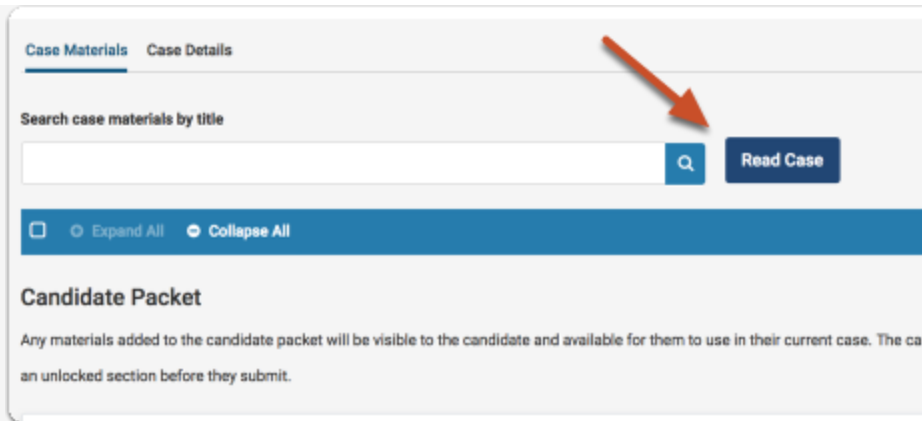 Case Materials Case Details
Search case materials by title
Read Case
Expand All Collapse All
Candidate Packet
Any materials added to the candidate packet will be visible to the candidate and available for them to use in their current case. The ca
an unlocked section before they submit.